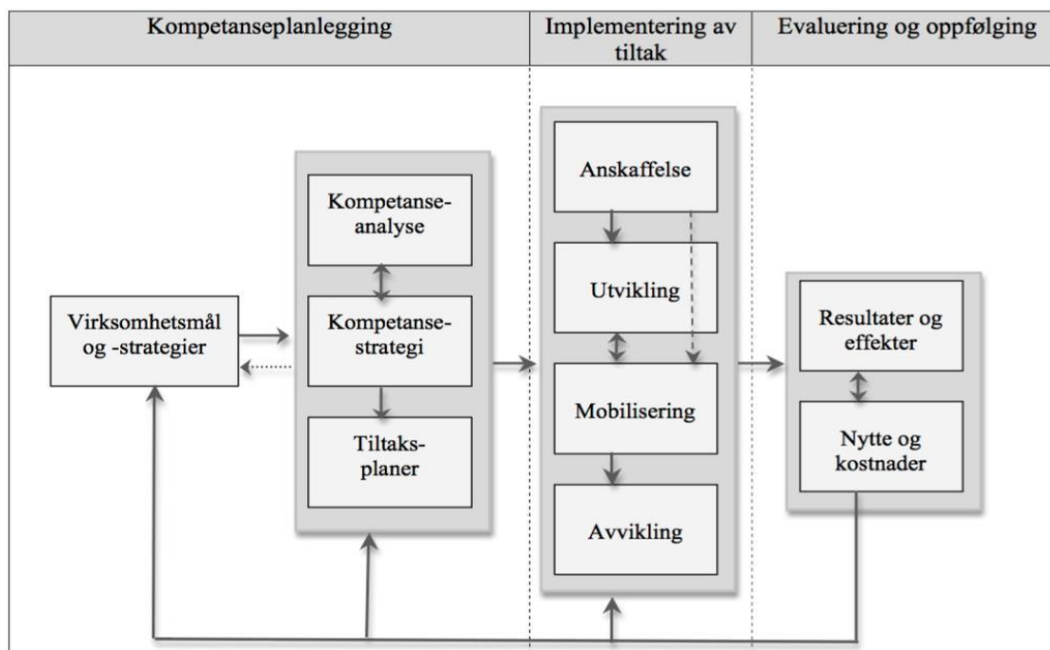 Kompetanseplanlegging
Implementering av
tiltak
Evaluering og oppfølging
Virksomhetsmål
og -strategier
Kompetanse-
analyse
Kompetanse-
strategi
Tiltaks-
planer
Anskaffelse
Utvikling
Mobilisering
Avvikling
Resultater og
effekter
Nytte og
kostnader